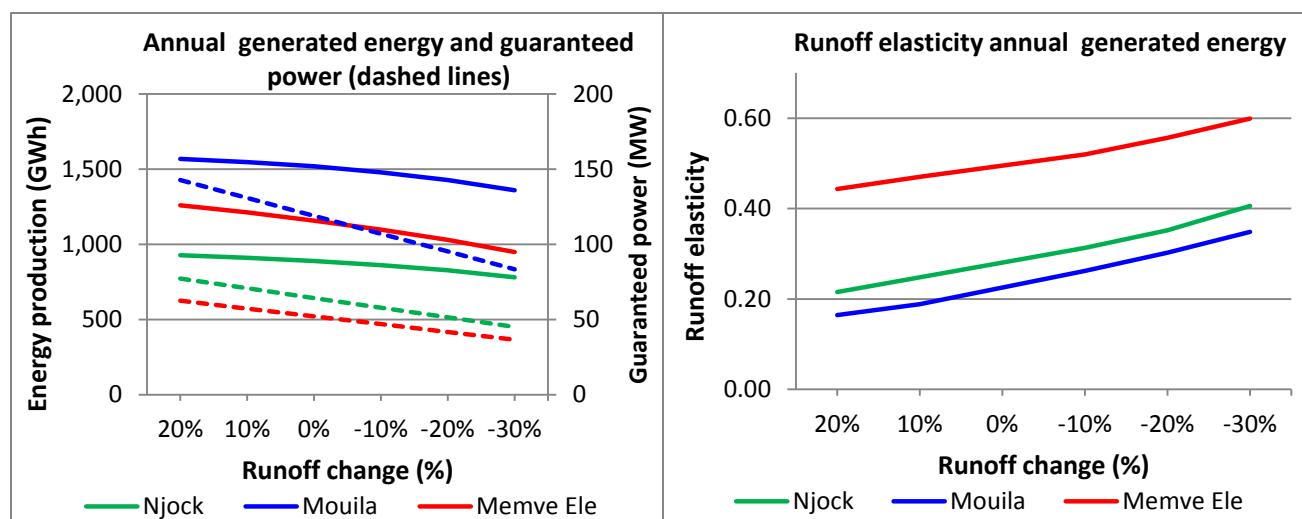 Annual generated energy and guaranteed
power (dashed lines)
Energy production (GWh)
2,000
1,500
1,000
500
0
200
150
100
50
0
Guaranteed power (MW)
20% 10% 0% -10% -20% -30%
Runoff change (%)
Njock Mouila Memve Ele
Runoff elasticity annual generated energy
Runoff elasticity
0.60
0.40
0.20
0.00
20% 10% 0% -10% -20% -30%
Runoff change (%)
Njock Mouila Memve Ele